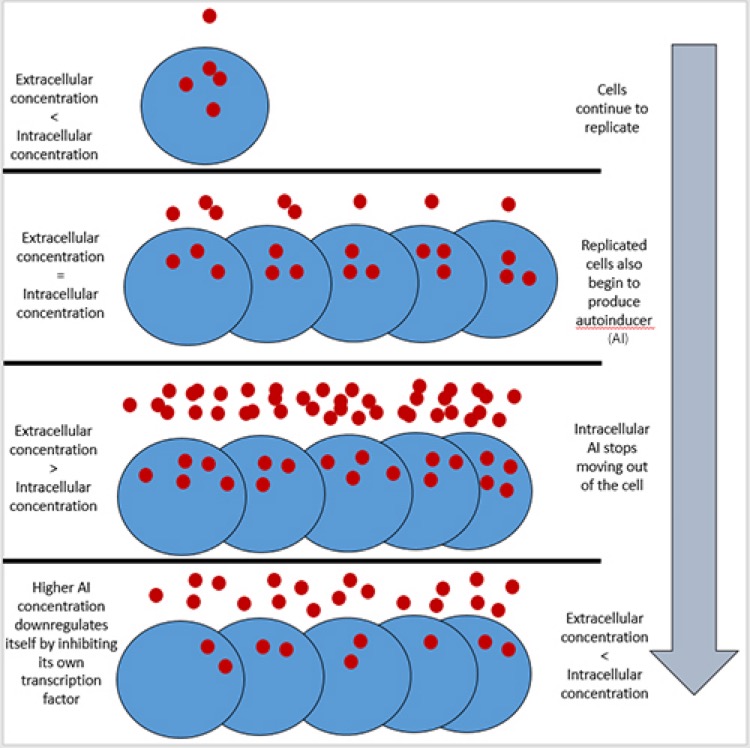 Extracellular
concentration
<
Intracellular
concentration
Cells
continue to
replicate
Extracellular
concentration
=
Intracellular
concentration
Replicated
cells also
begin to
produce
autoinducer
(AI)
Extracellular
concentration
>
Intracellular
concentration
Intracellular
AI stops
moving out
of the cell
Higher AI
concentration
downregulates
itself by inhibiting
its own
transcription
factor
Extracellular
concentration
<
Intracellular
concentration